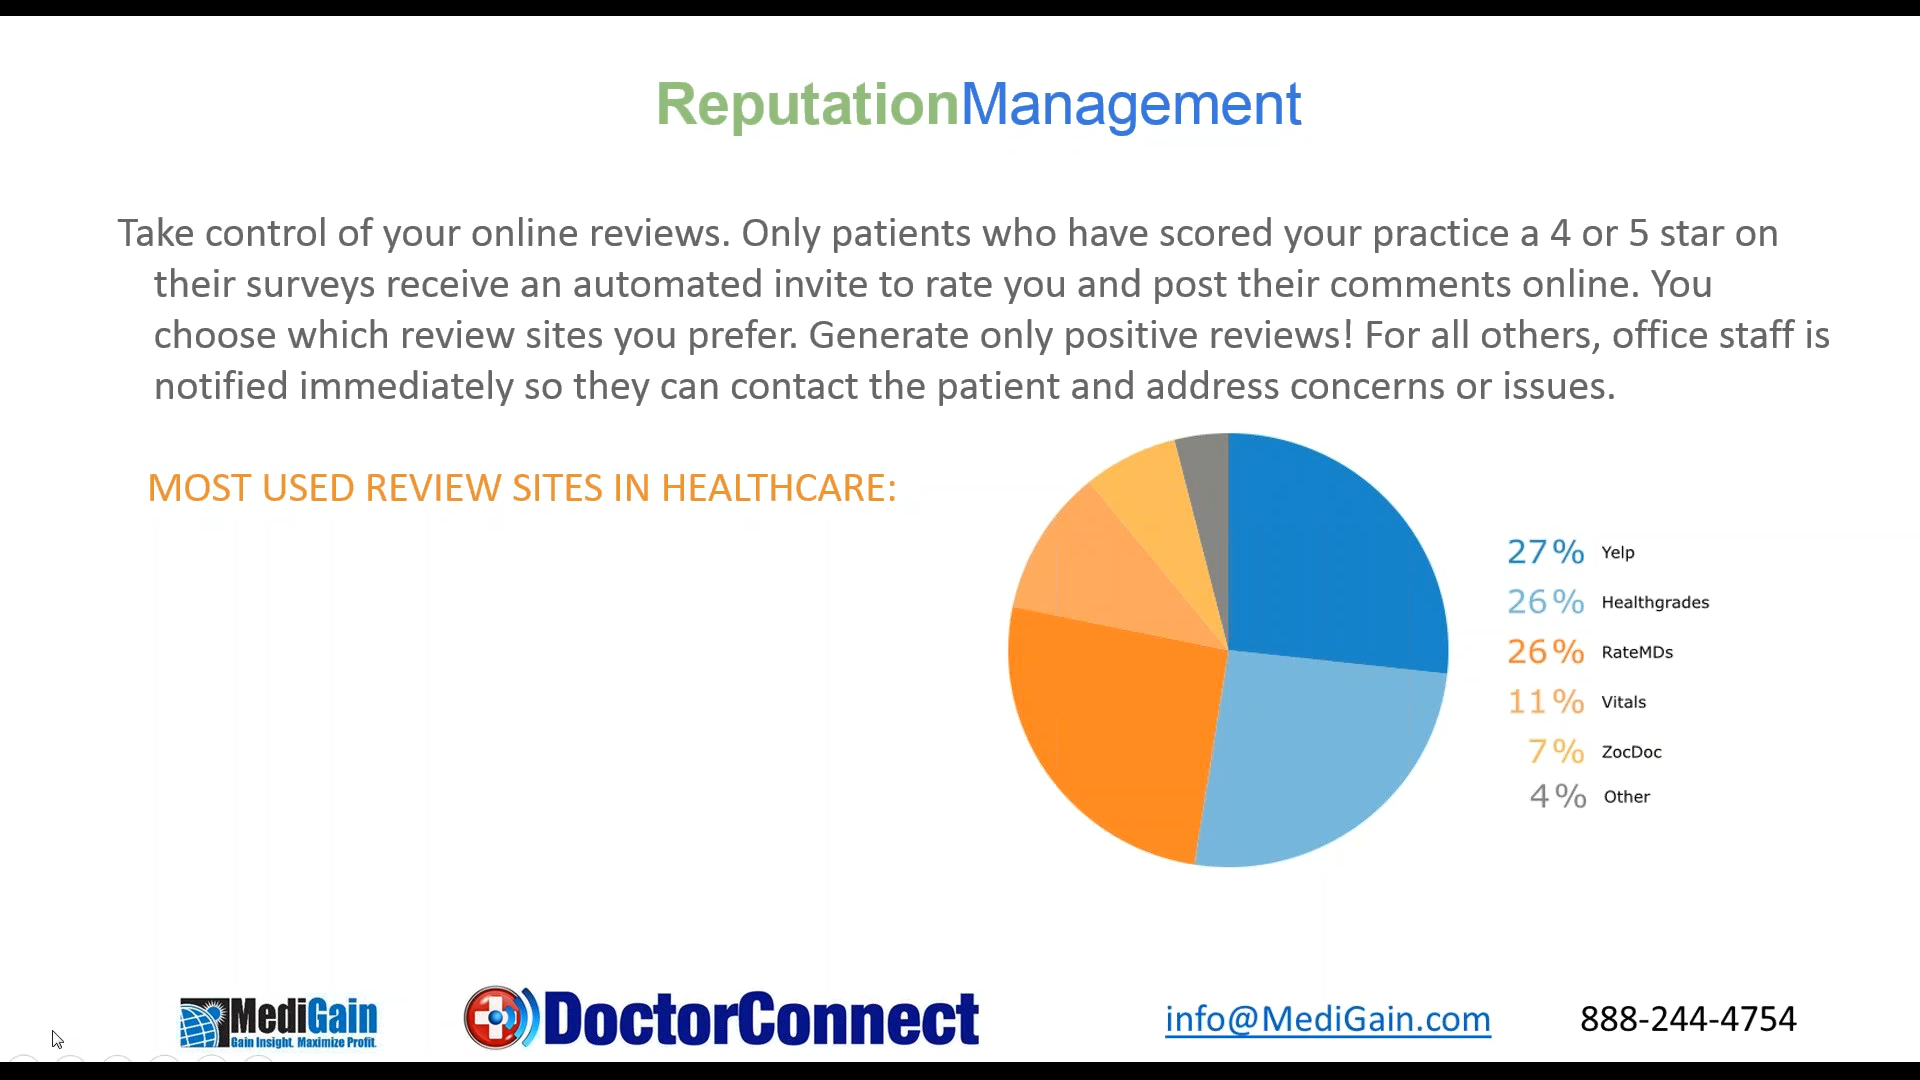 ReputationManagement
Take control of your online reviews. Only patients who have scored your practice a 4 or 5 star on
their surveys receive an automated invite to rate you and post their comments online. You
choose which review sites you prefer. Generate only positive reviews! For all others, office staff is
notified immediately so they can contact the patient and address concerns or issues.
MOST USED REVIEW SITES IN HEALTHCARE:
27% Yelp
26% Healthgrades
26% RateMDs
11% Vitals
7% ZocDoc
4% Other
MediGain
Gain Insight. Maximize Profit.
DoctorConnect
info@MediGain.com
888-244-4754